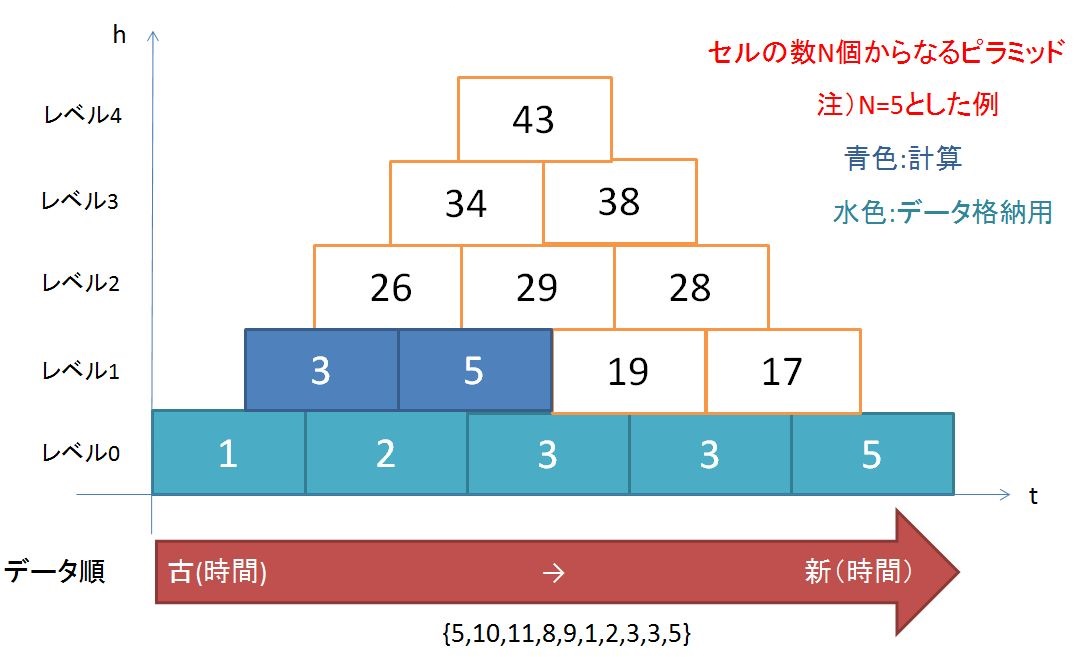 h
セルの数N個からなるピラミッド
注）N=5とした例
青色:計算
水色:データ格納用
レベル4 43
レベル3 34 38
レベル2 26 29 28
レベル1 3 5 19 17
レベル0 1 2 3 3 5
t
データ順 古(時間) → 新（時間）
{5,10,11,8,9,1,2,3,3,5}